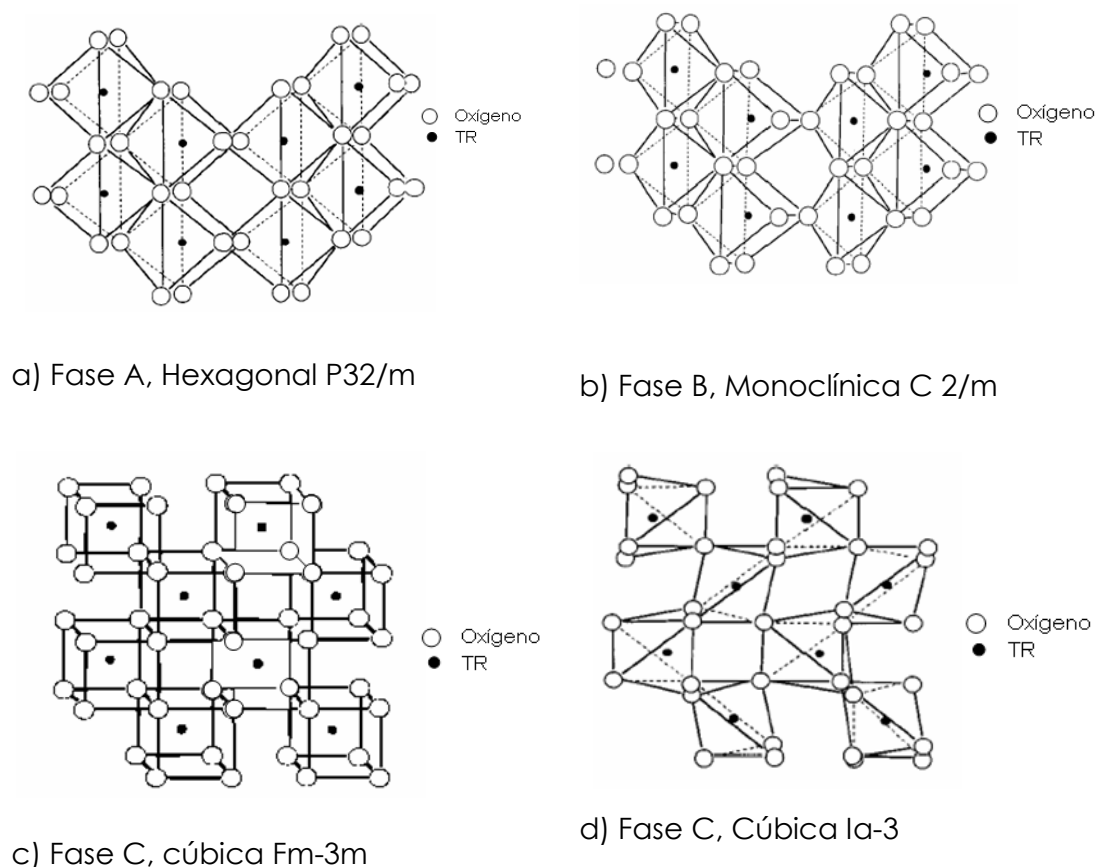 Oxígeno
TR
a) Fase A, Hexagonal P32/m
Oxígeno
TR
b) Fase B, Monoclínica C 2/m
Oxígeno
TR
c) Fase C, cúbica Fm-3m
Oxígeno
TR
d) Fase C, Cúbica Ia-3